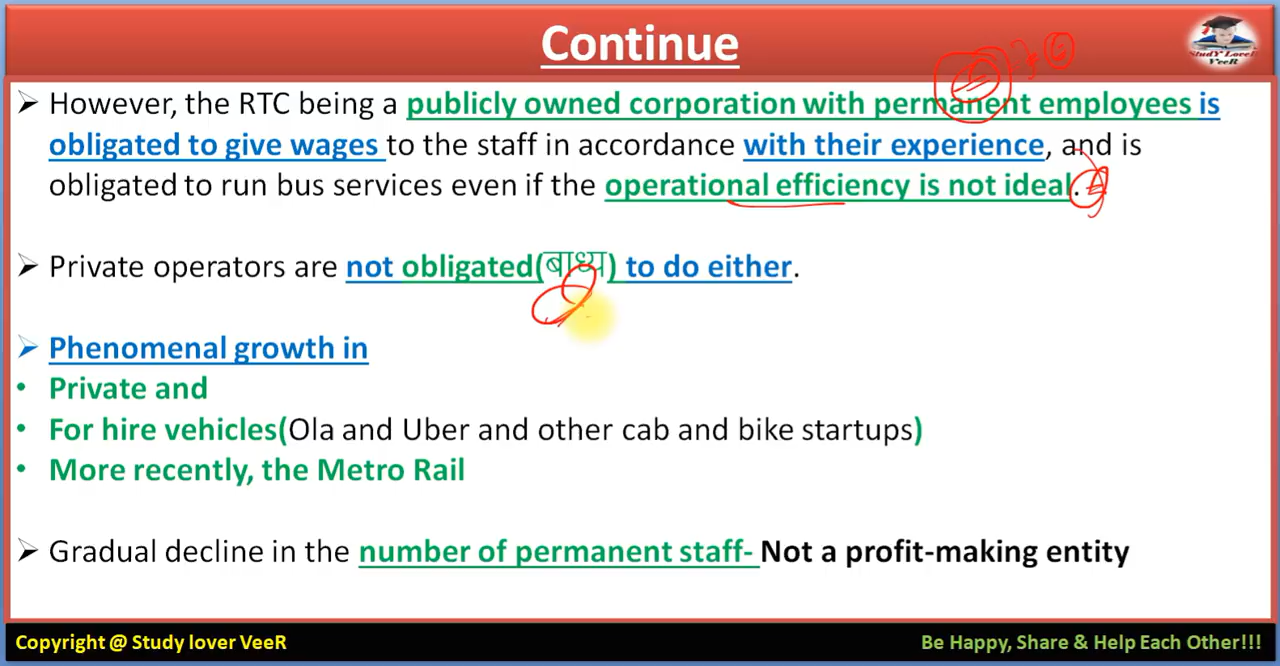 Continue
StudY LoveR
VeeR
➢ However, the RTC being a publicly owned corporation with permanent employees is
obligated to give wages to the staff in accordance with their experience, and is
obligated to run bus services even if the operational efficiency is not ideal.
➢ Private operators are not obligated(बाध्य) to do either.
➢ Phenomenal growth in
• Private and
• For hire vehicles(Ola and Uber and other cab and bike startups)
• More recently, the Metro Rail
➢ Gradual decline in the number of permanent staff- Not a profit-making entity
Copyright @ Study lover VeeR
Be Happy, Share & Help Each Other!!!